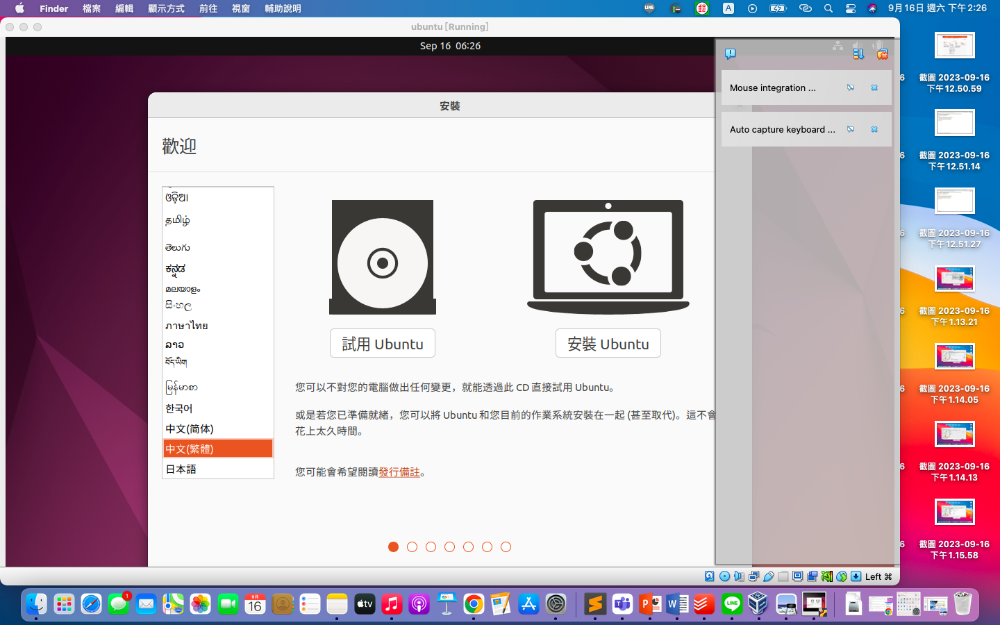 Finder 檔案 編輯 顯示方式 前往 視窗 輔助說明 A 9月16日 週六 下午2:26
ubuntu [Running]
Sep 16 06:26
安裝
歡迎
ଓଡ଼ିଆ
தமிழ்
తెలుగు
ಕನ್ನಡ
മലയാളം
සිංහල
ภาษาไทย
ລາວ
བོད་ཡིག
မြန်မာစာ
한국어
中文(简体)
中文(繁體)
日本語
試用 Ubuntu
安裝 Ubuntu
您可以不對您的電腦做出任何變更，就能透過此 CD 直接試用 Ubuntu。
或是若您已準備就緒，您可以將 Ubuntu 和您目前的作業系統安裝在一起 (甚至取代)。這不會
花上太久時間。
您可能會希望閱讀發行備註。
Mouse integration ...
Auto capture keyboard ...
Left ⌘
截圖 2023-09-16
下午12.50.59
截圖 2023-09-16
下午12.51.14
截圖 2023-09-16
下午12.51.27
截圖 2023-09-16
下午1.13.21
截圖 2023-09-16
下午1.14.05
截圖 2023-09-16
下午1.14.13
截圖 2023-09-16
下午1.15.58
1
9月
16
tv
LINE